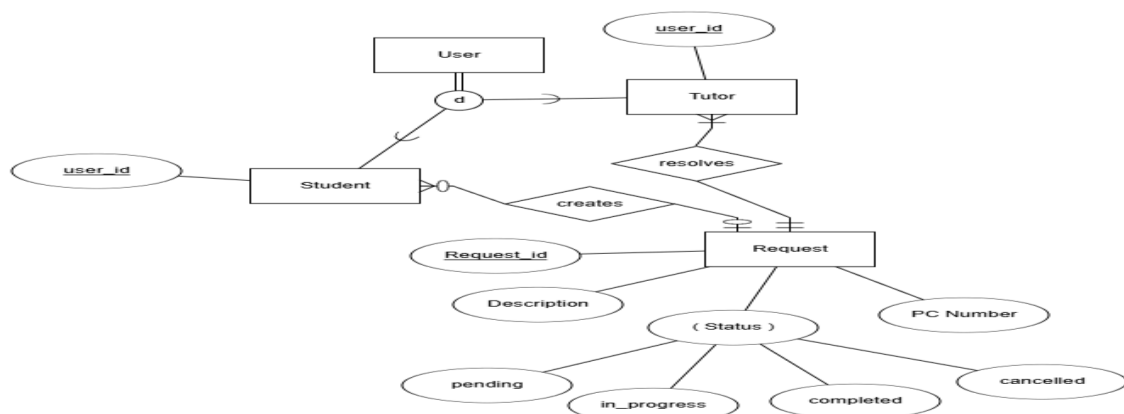 user_id
User
d
Tutor
user_id
Student
resolves
creates
Request
Request_id
Description
PC Number
( Status )
pending
in_progress
completed
cancelled